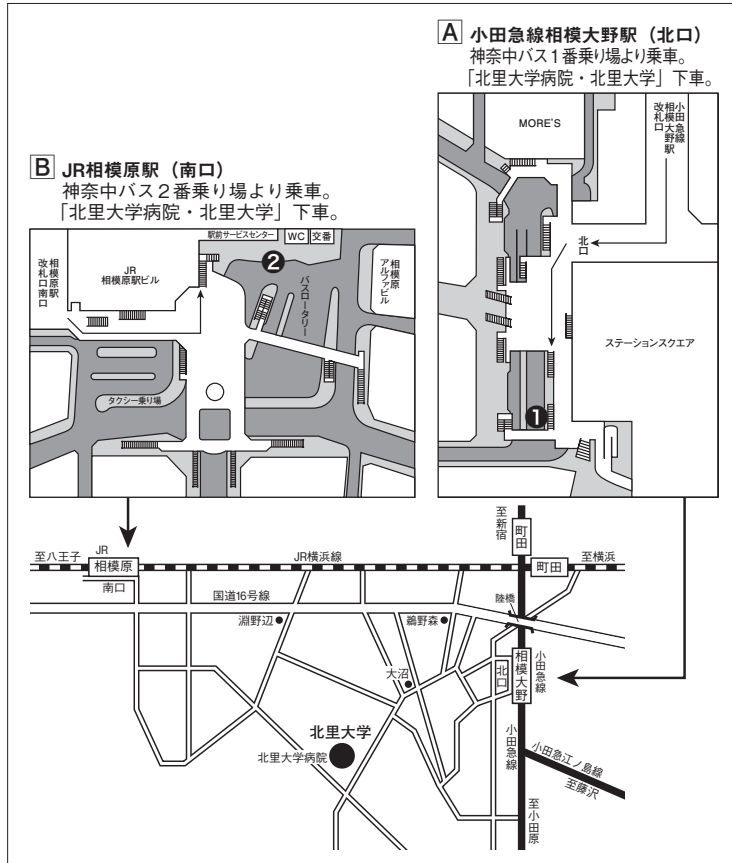 A 小田急線相模大野駅（北口）
神奈中バス1番乗り場より乗車。
「北里大学病院・北里大学」下車。
MORE'S
小田急線
相模大野駅
改札口
北口
ステーションスクエア
1
B JR相模原駅（南口）
神奈中バス2番乗り場より乗車。
「北里大学病院・北里大学」下車。
駅前サービスセンター
WC
交番
2
JR
相模原駅ビル
相模原駅
改札口南口
バスロータリー
相模原
アルファビル
タクシー乗り場
至八王子
JR
相模原
南口
JR横浜線
至新宿
町田
町田
至横浜
国道16号線
淵野辺
鵜野森
陸橋
大沼
北口
相模大野
小田急線
北里大学
北里大学病院
小田急線
小田急江ノ島線
至藤沢
至小田原